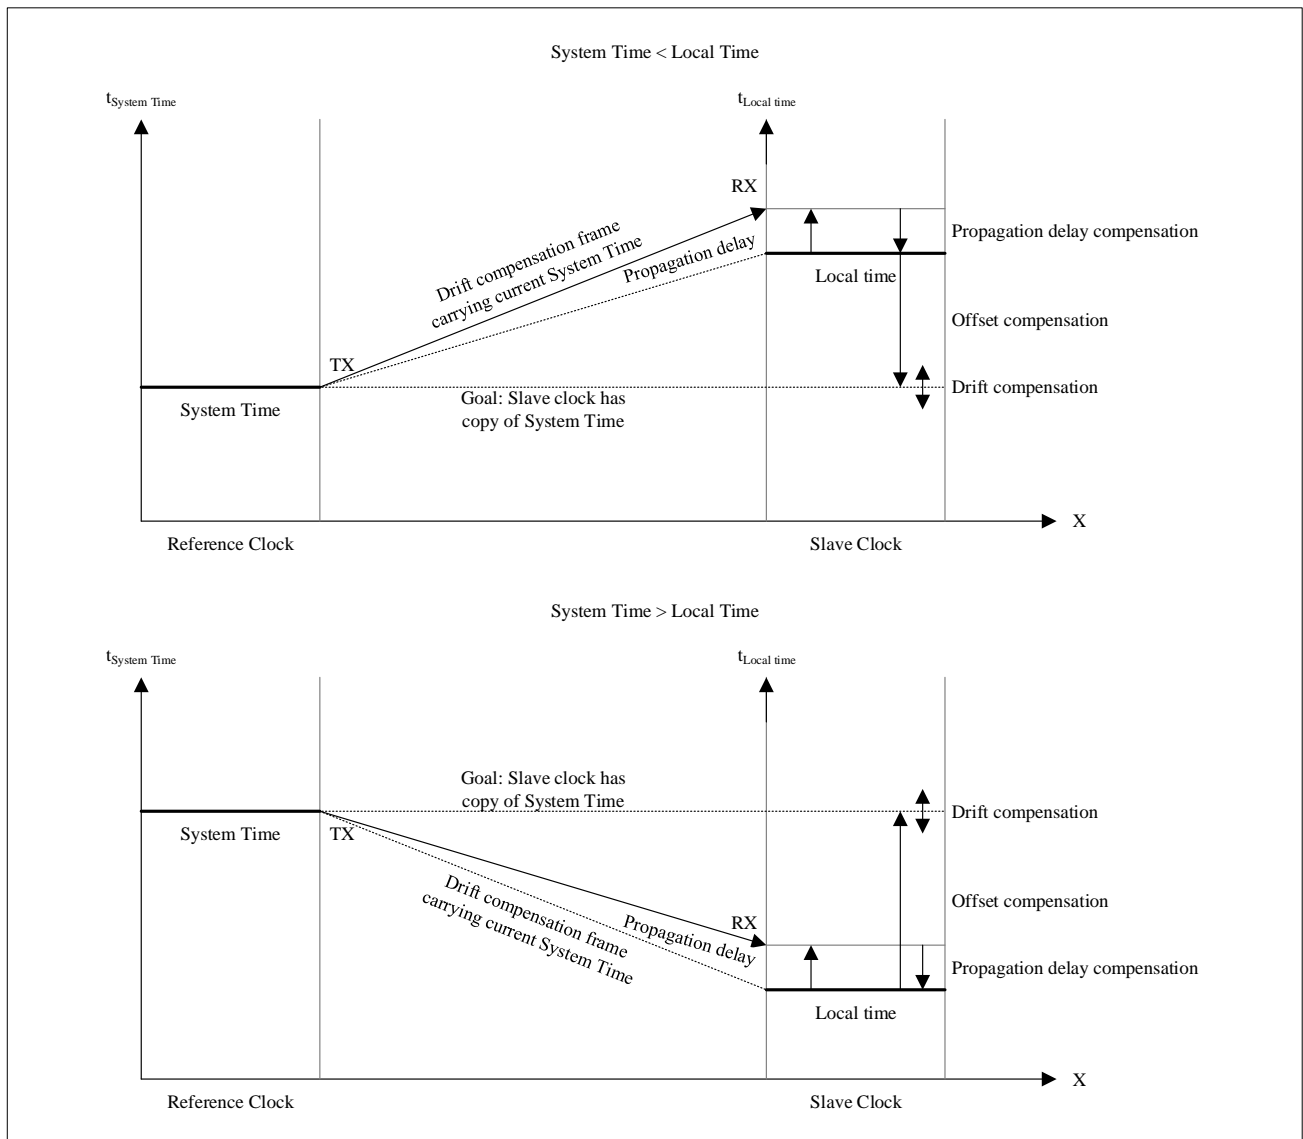 System Time < Local Time
tSystem Time
tLocal time
RX
Drift compensation frame
carrying current System Time
Propagation delay
Propagation delay compensation
Local time
Offset compensation
TX
System Time
Goal: Slave clock has
copy of System Time
Drift compensation
X
Reference Clock
Slave Clock
System Time > Local Time
tSystem Time
tLocal time
Goal: Slave clock has
copy of System Time
Drift compensation
System Time
TX
Drift compensation frame
carrying current System Time
Propagation delay
RX
Offset compensation
Propagation delay compensation
Local time
X
Reference Clock
Slave Clock